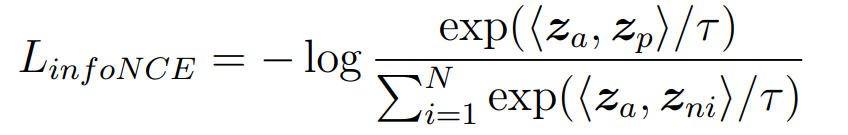 $L_{infoNCE} = -\log \frac{\exp(\langle \boldsymbol{z}_a, \boldsymbol{z}_p \rangle / \tau)}{\sum_{i=1}^{N} \exp(\langle \boldsymbol{z}_a, \boldsymbol{z}_{ni} \rangle / \tau)}$